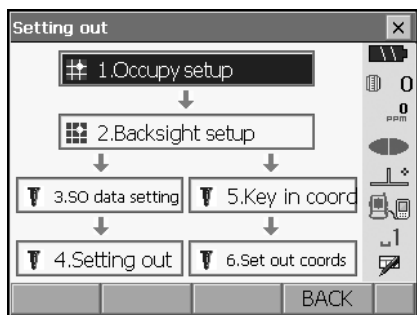 Setting out
1.Occupy setup
0
0
ppm
2.Backsight setup
3.SO data setting
5.Key in coord
1
4.Setting out
6.Set out coords
BACK